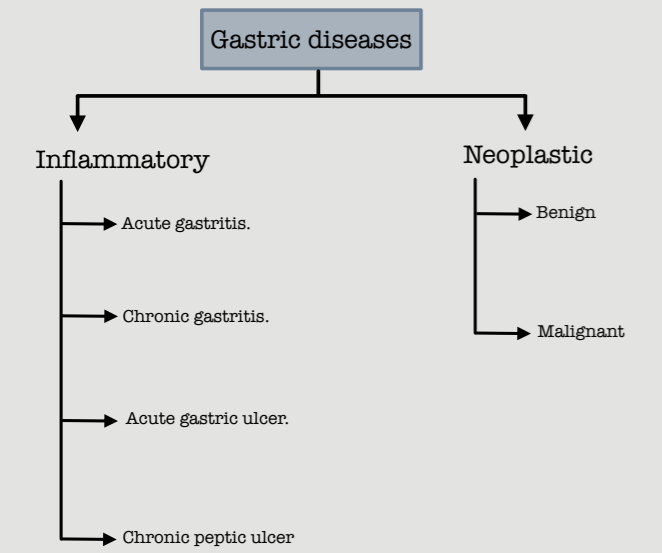 Gastric diseases
Inflammatory
Acute gastritis.
Chronic gastritis.
Acute gastric ulcer.
Chronic peptic ulcer
Neoplastic
Benign
Malignant